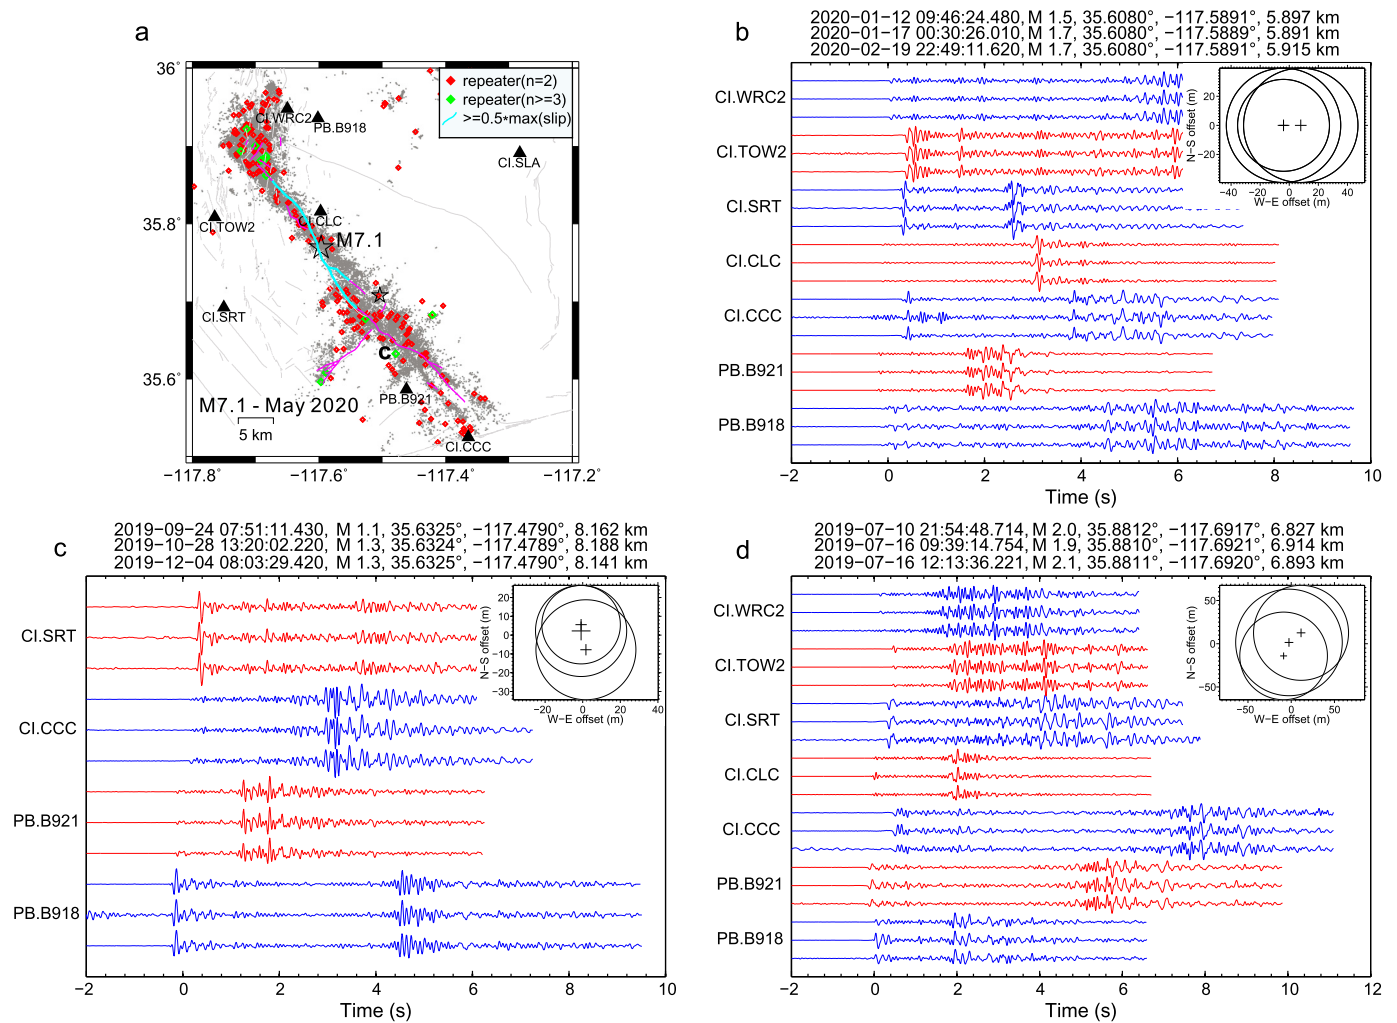 a
36°
35.8°
35.6°
−117.8
−117.6
−117.4
−117.2
repeater(n=2)
repeater(n>=3)
>=0.5*max(slip)
CI.WRC2
PB.B918
CI.SLA
CI.CLC
CI.TOW2
M7.1
CI.SRT
C
PB.B921
M7.1 - May 2020
5 km
CI.CCC
b
2020−01−12 09:46:24.480, M 1.5, 35.6080°, −117.5891°, 5.897 km
2020−01−17 00:30:26.010, M 1.7, 35.6080°, −117.5889°, 5.891 km
2020−02−19 22:49:11.620, M 1.7, 35.6080°, −117.5891°, 5.915 km
CI.WRC2
CI.TOW2
CI.SRT
CI.CLC
CI.CCC
PB.B921
PB.B918
N−S offset (m)
20
0
−20
−40 −20 0 20 40
W−E offset (m)
−2 0 2 4 6 8 10
Time (s)
c
2019−09−24 07:51:11.430, M 1.1, 35.6325°, −117.4790°, 8.162 km
2019−10−28 13:20:02.220, M 1.3, 35.6324°, −117.4789°, 8.188 km
2019−12−04 08:03:29.420, M 1.3, 35.6325°, −117.4790°, 8.141 km
CI.SRT
CI.CCC
PB.B921
PB.B918
N−S offset (m)
20
10
0
−10
−20
−30
−20 0 20 40
W−E offset (m)
−2 0 2 4 6 8 10
Time (s)
d
2019−07−10 21:54:48.714, M 2.0, 35.8812°, −117.6917°, 6.827 km
2019−07−16 09:39:14.754, M 1.9, 35.8810°, −117.6921°, 6.914 km
2019−07−16 12:13:36.221, M 2.1, 35.8811°, −117.6920°, 6.893 km
CI.WRC2
CI.TOW2
CI.SRT
CI.CLC
CI.CCC
PB.B921
PB.B918
N−S offset (m)
50
0
−50
−50 0 50
W−E offset (m)
−2 0 2 4 6 8 10 12
Time (s)